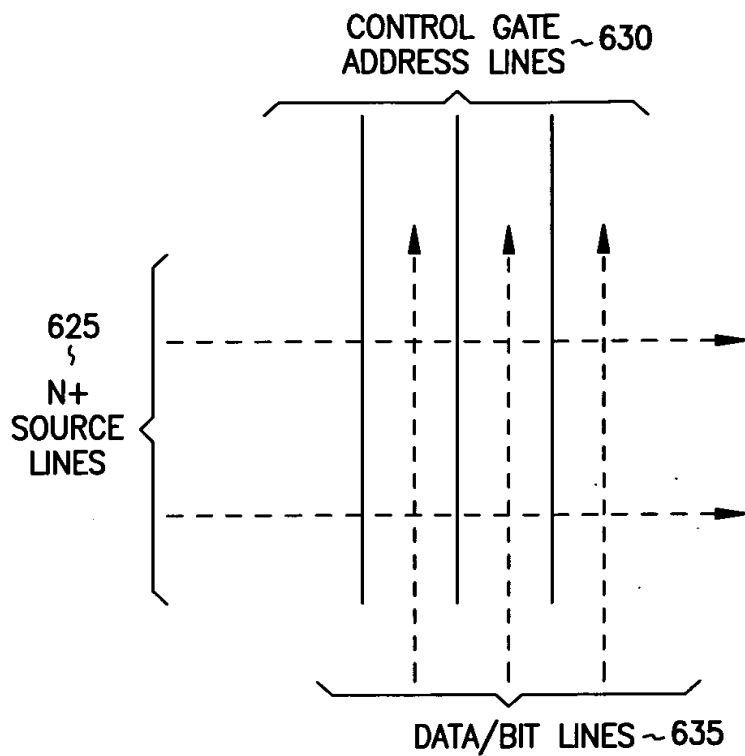 CONTROL GATE
ADDRESS LINES ~630
625
N+
SOURCE
LINES
DATA/BIT LINES ~635